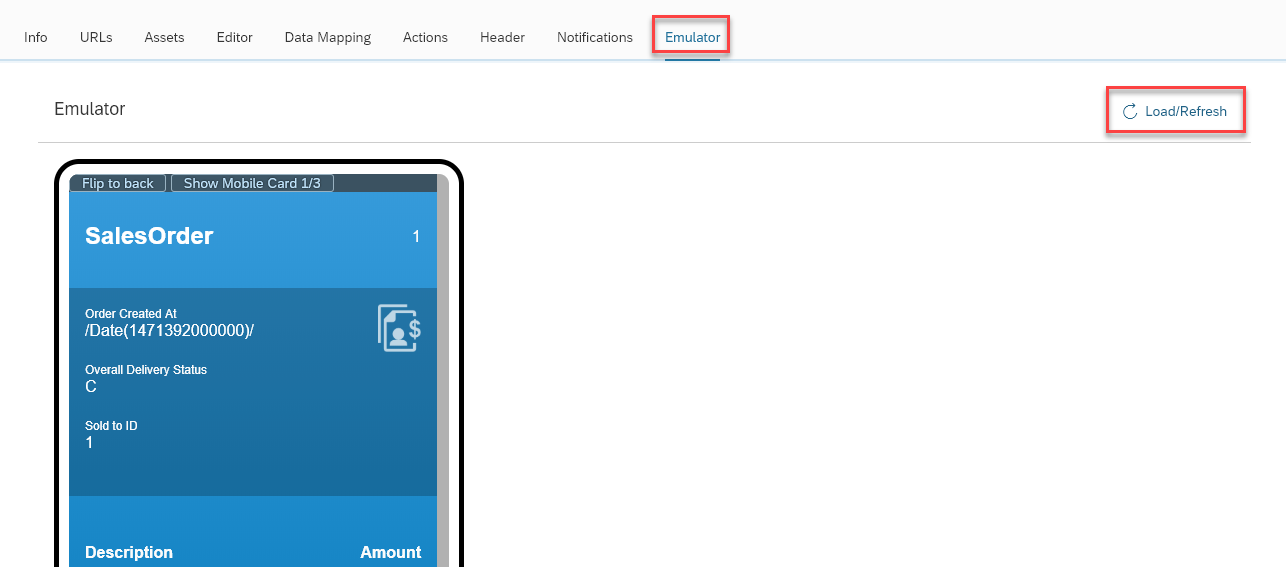 Info URLs Assets Editor Data Mapping Actions Header Notifications Emulator
Emulator
Load/Refresh
Flip to back Show Mobile Card 1/3
SalesOrder 1
Order Created At
/Date(1471392000000)/
$
Overall Delivery Status
C
Sold to ID
1
Description Amount